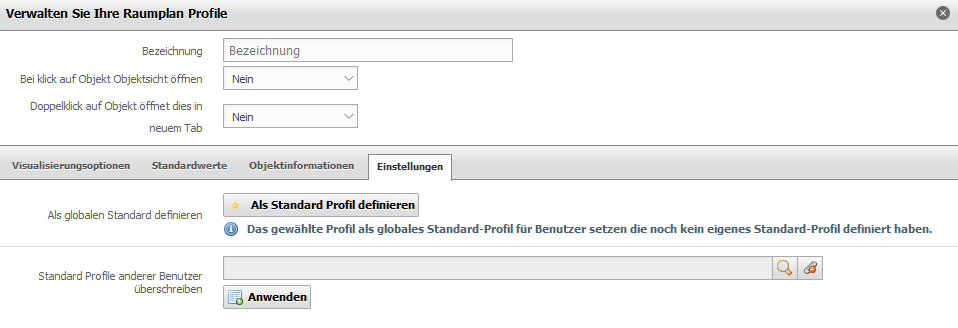 Verwalten Sie Ihre Raumplan Profile
Bezeichnung Bezeichnung
Bei klick auf Objekt Objektsicht öffnen Nein
Doppelklick auf Objekt öffnet dies in
neuem Tab Nein
Visualisierungsoptionen Standardwerte Objektinformationen Einstellungen
Als globalen Standard definieren Als Standard Profil definieren
Das gewählte Profil als globales Standard-Profil für Benutzer setzen die noch kein eigenes Standard-Profil definiert haben.
Standard Profile anderer Benutzer
überschreiben
Anwenden